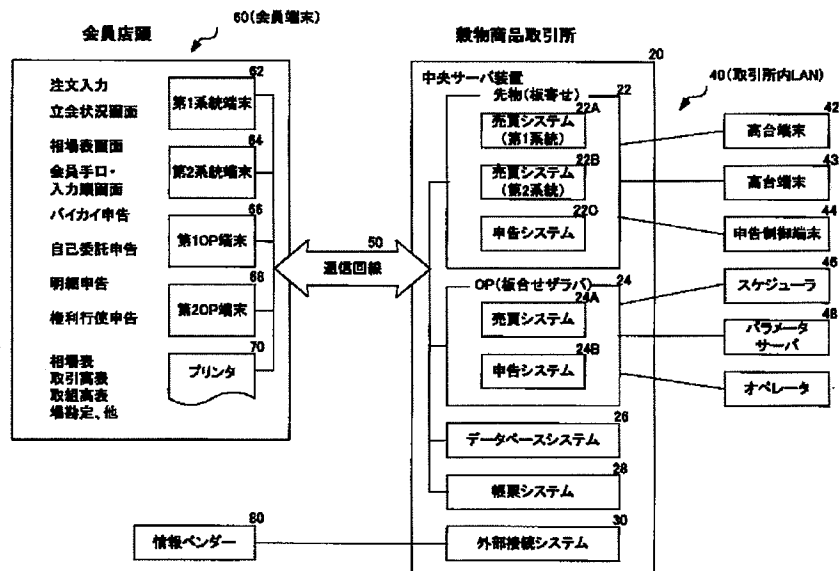 会員店頭
60(会員端末)
注文入力
立会状況画面
相場表画面
会員手口・
入力順画面
バイカイ申告
自己委託申告
明細申告
権利行使申告
相場表
取引高表
取組高表
場勘定、他
62
第1系統端末
64
第2系統端末
66
第1OP端末
68
第2OP端末
70
プリンタ
50
通信回線
穀物商品取引所
20
中央サーバ装置
先物(板寄せ)
22
22A
売買システム
(第1系統)
22B
売買システム
(第2系統)
22C
申告システム
OP(板合せザラバ)
24
24A
売買システム
24B
申告システム
26
データベースシステム
28
帳票システム
30
外部接続システム
40(取引所内LAN)
42
高台端末
43
高台端末
44
申告制御端末
46
スケジューラ
48
パラメータ
サーバ
オペレータ
80
情報ベンダー